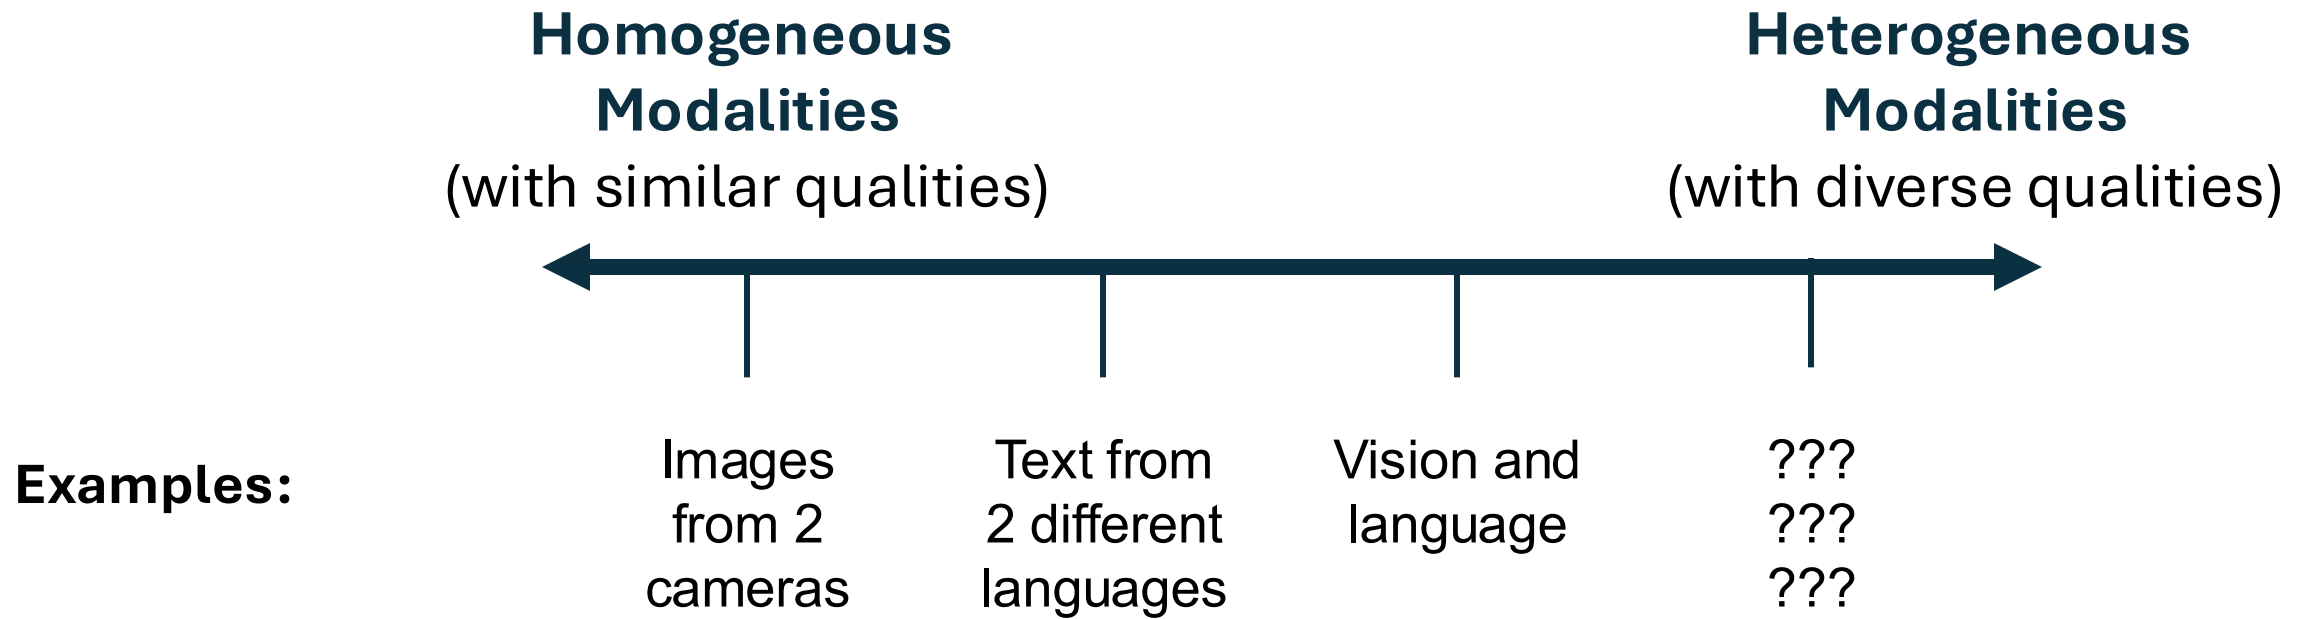 Homogeneous
Modalities
(with similar qualities)
Heterogeneous
Modalities
(with diverse qualities)
Examples:
Images
from 2
cameras
Text from
2 different
languages
Vision and
language
???
???
???